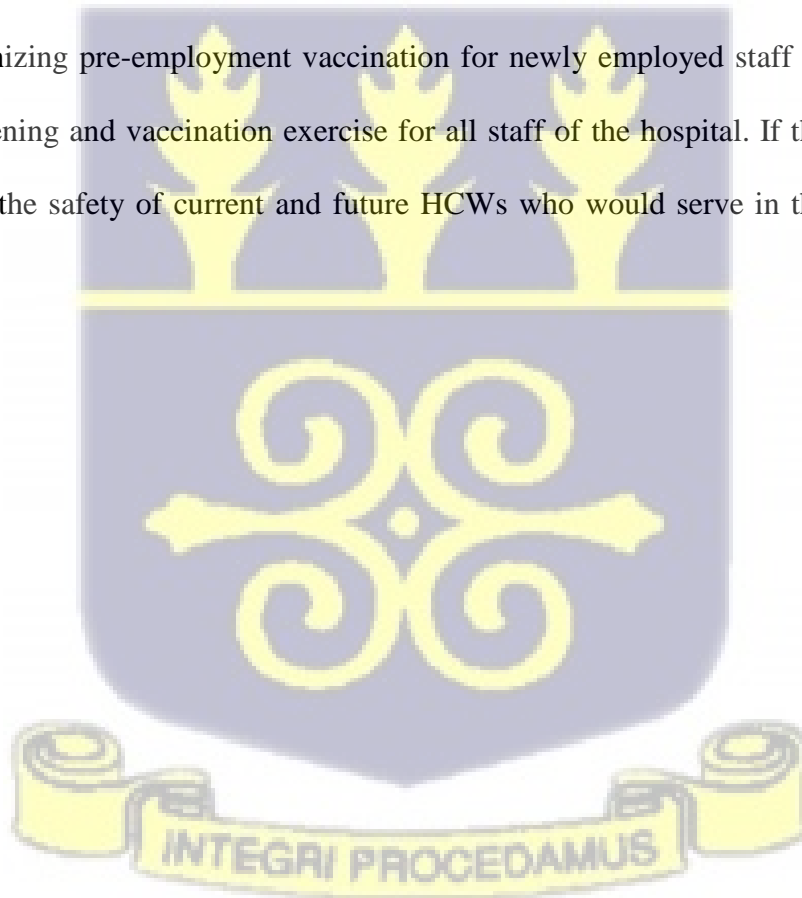 nizing pre-employment vaccination for newly employed staff
ening and vaccination exercise for all staff of the hospital. If th
the safety of current and future HCWs who would serve in th
INTEGRI PROCEDAMUS